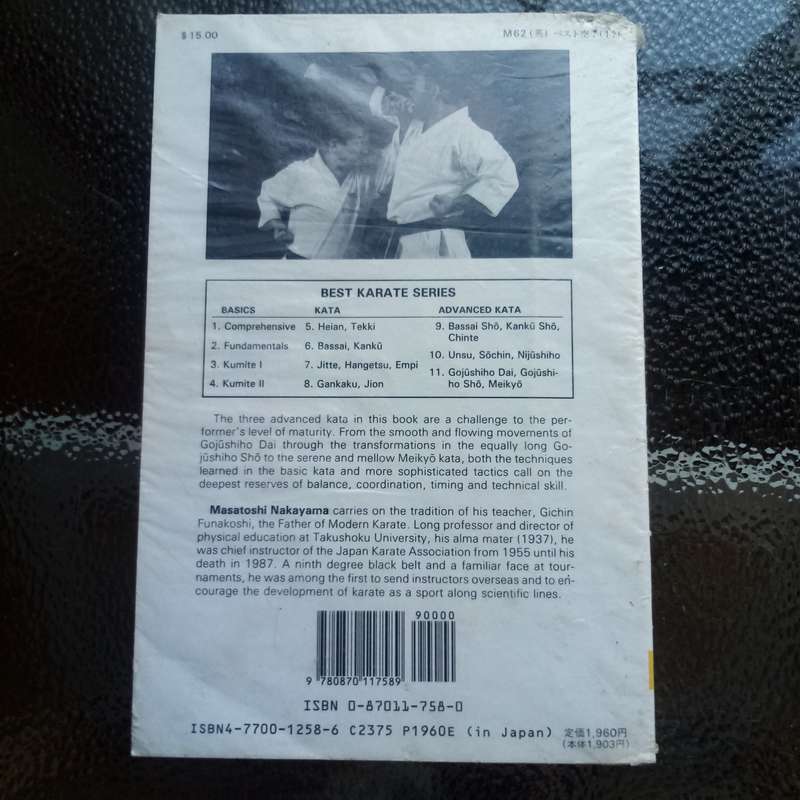 $15.00
M62(英) ベスト空手(11)
BEST KARATE SERIES
BASICS KATA ADVANCED KATA
1. Comprehensive 5. Heian, Tekki 9. Bassai Shō, Kankū Shō,
Chinte
2. Fundamentals 6. Bassai, Kankū
10. Unsu, Sōchin, Nijūshiho
3. Kumite I 7. Jitte, Hangetsu, Empi
11. Gojūshiho Dai, Gojūshi-
4. Kumite II 8. Gankaku, Jion
ho Shō, Meikyō
The three advanced kata in this book are a challenge to the per-
former's level of maturity. From the smooth and flowing movements of
Gojūshiho Dai through the transformations in the equally long Go-
jūshiho Shō to the serene and mellow Meikyō kata, both the techniques
learned in the basic kata and more sophisticated tactics call on the
deepest reserves of balance, coordination, timing and technical skill.
Masatoshi Nakayama carries on the tradition of his teacher, Gichin
Funakoshi, the Father of Modern Karate. Long professor and director of
physical education at Takushoku University, his alma mater (1937), he
was chief instructor of the Japan Karate Association from 1955 until his
death in 1987. A ninth degree black belt and a familiar face at tour-
naments, he was among the first to send instructors overseas and to en-
courage the development of karate as a sport along scientific lines.
90000
9 780870 117589
ISBN 0-87011-758-0
ISBN4-7700-1258-6 C2375 P1960E (in Japan)
定価1,960円
(本体1,903円)